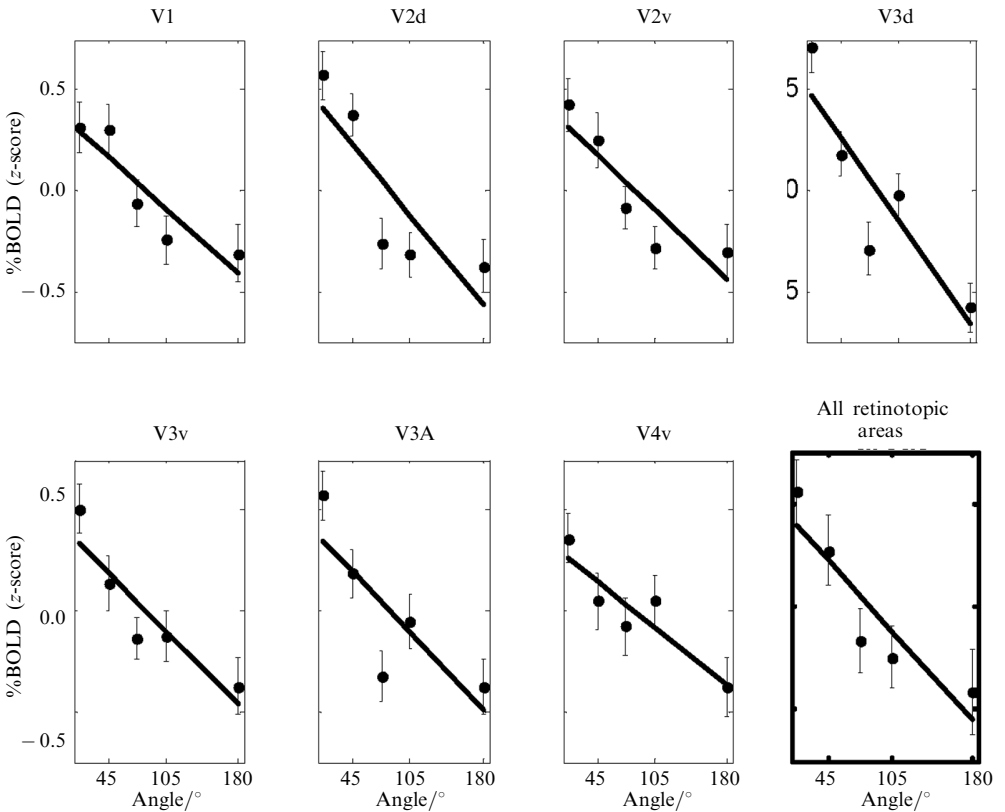 V1
V2d
V2v
V3d
%BOLD (z-score)
0.5
0.0
−0.5
5
0
5
V3v
V3A
V4v
All retinotopic
areas
%BOLD (z-score)
0.5
0.0
−0.5
45 105 180
45 105 180
45 105 180
45 105 180
Angle/°
Angle/°
Angle/°
Angle/°